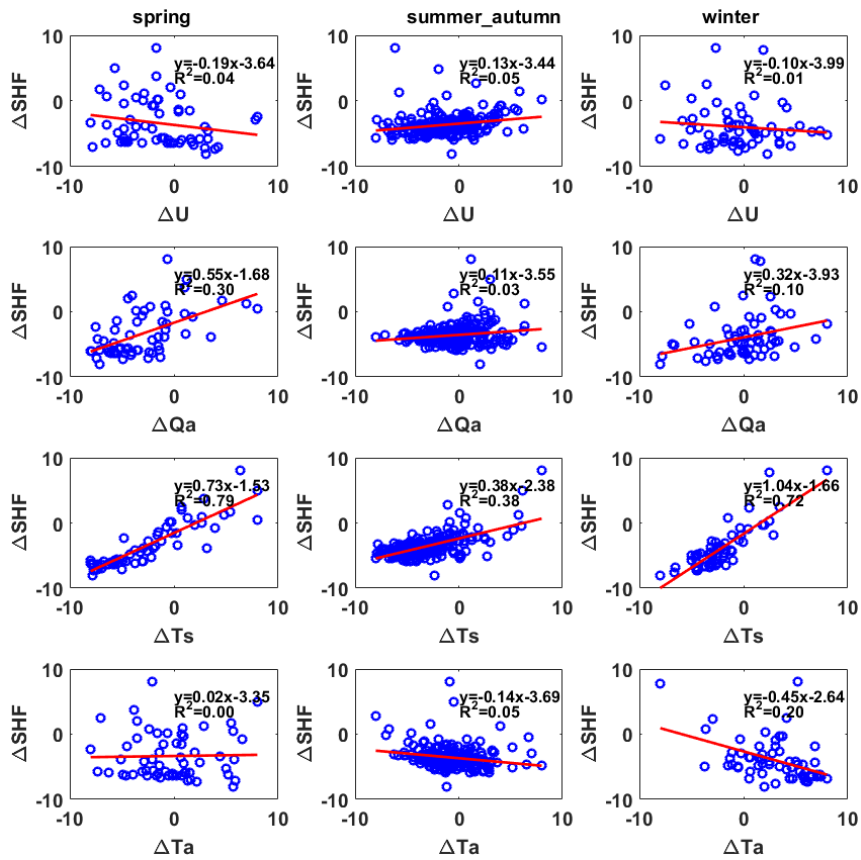 spring summer_autumn winter
10
0
-10
ΔSHF
y=-0.19x-3.64
R²=0.04
-10 0 10
ΔU
10
0
-10
ΔSHF
y=0.13x-3.44
R²=0.05
-10 0 10
ΔU
10
0
-10
ΔSHF
y=-0.10x-3.99
R²=0.01
-10 0 10
ΔU
10
0
-10
ΔSHF
y=0.55x-1.68
R²=0.30
-10 0 10
ΔQa
10
0
-10
ΔSHF
y=0.11x-3.55
R²=0.03
-10 0 10
ΔQa
10
0
-10
ΔSHF
y=0.32x-3.93
R²=0.10
-10 0 10
ΔQa
10
0
-10
ΔSHF
y=0.73x-1.53
R²=0.79
-10 0 10
ΔTs
10
0
-10
ΔSHF
y=0.38x-2.38
R²=0.38
-10 0 10
ΔTs
10
0
-10
ΔSHF
y=1.04x-1.66
R²=0.72
-10 0 10
ΔTs
10
0
-10
ΔSHF
y=0.02x-3.35
R²=0.00
-10 0 10
ΔTa
10
0
-10
ΔSHF
y=-0.14x-3.69
R²=0.05
-10 0 10
ΔTa
10
0
-10
ΔSHF
y=-0.45x-2.64
R²=0.20
-10 0 10
ΔTa